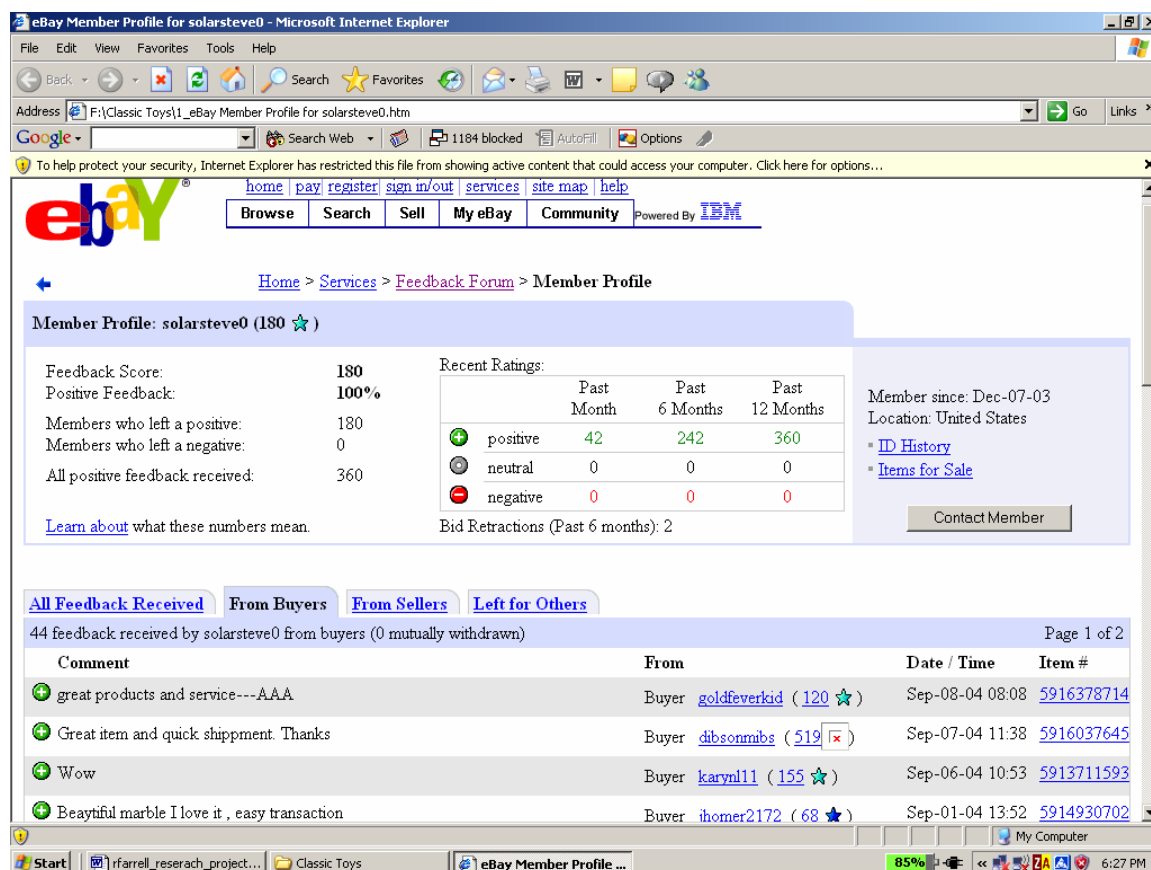 eBay Member Profile for solarsteve0 - Microsoft Internet Explorer
File Edit View Favorites Tools Help
Back Search Favorites
Address F:\Classic Toys\1_eBay Member Profile for solarsteve0.htm Go Links
Google Search Web 1184 blocked AutoFill Options
To help protect your security, Internet Explorer has restricted this file from showing active content that could access your computer. Click here for options...
ebay®
home | pay | register | sign in/out | services | site map | help
Browse Search Sell My eBay Community Powered By IBM
Home > Services > Feedback Forum > Member Profile
Member Profile: solarsteve0 (180)
Feedback Score: 180
Positive Feedback: 100%
Members who left a positive: 180
Members who left a negative: 0
All positive feedback received: 360
Learn about what these numbers mean.
Recent Ratings:
Past Month Past 6 Months Past 12 Months
positive 42 242 360
neutral 0 0 0
negative 0 0 0
Bid Retractions (Past 6 months): 2
Member since: Dec-07-03
Location: United States
ID History
Items for Sale
Contact Member
All Feedback Received From Buyers From Sellers Left for Others
44 feedback received by solarsteve0 from buyers (0 mutually withdrawn) Page 1 of 2
Comment From Date / Time Item #
great products and service---AAA Buyer goldfeverkid ( 120 ) Sep-08-04 08:08 5916378714
Great item and quick shippment. Thanks Buyer dibsonmibs ( 519 ) Sep-07-04 11:38 5916037645
Wow Buyer karynl11 ( 155 ) Sep-06-04 10:53 5913711593
Beaytiful marble I love it , easy transaction Buyer ihomer2172 ( 68 ) Sep-01-04 13:52 5914930702
My Computer
Start rfarrell_reserach_project... Classic Toys eBay Member Profile ... 85% ZA 6:27 PM